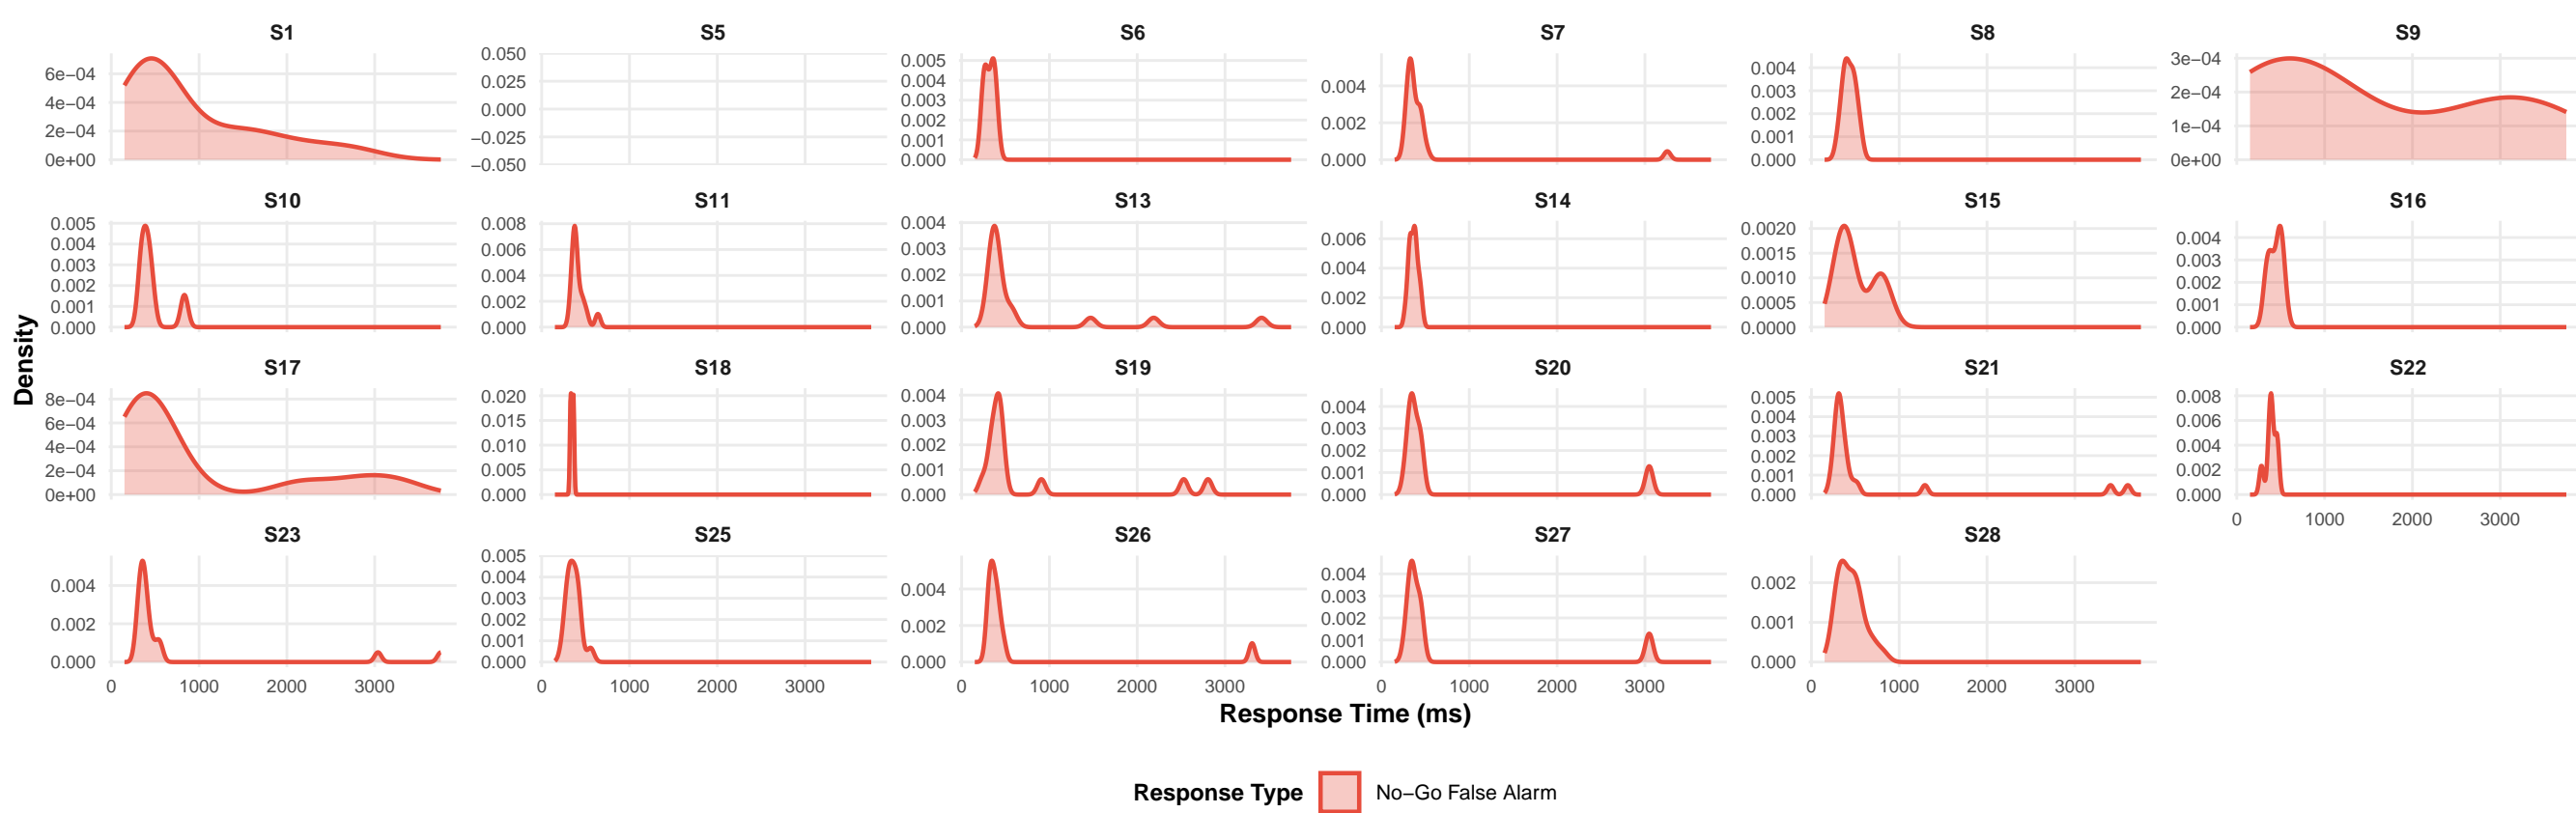 S1 S5 S6 S7 S8 S9
6e−04 4e−04 2e−04 0e+00
0.050 0.025 0.000 −0.025 −0.050
0.005 0.004 0.003 0.002 0.001 0.000
0.004 0.002 0.000
0.004 0.003 0.002 0.001 0.000
3e−04 2e−04 1e−04 0e+00
S10 S11 S13 S14 S15 S16
0.005 0.004 0.003 0.002 0.001 0.000
0.008 0.006 0.004 0.002 0.000
0.004 0.003 0.002 0.001 0.000
0.006 0.004 0.002 0.000
0.0020 0.0015 0.0010 0.0005 0.0000
0.004 0.003 0.002 0.001 0.000
Density
S17 S18 S19 S20 S21 S22
8e−04 6e−04 4e−04 2e−04 0e+00
0.020 0.015 0.010 0.005 0.000
0.004 0.003 0.002 0.001 0.000
0.004 0.003 0.002 0.001 0.000
0.005 0.004 0.003 0.002 0.001 0.000
0.008 0.006 0.004 0.002 0.000
0 1000 2000 3000
S23 S25 S26 S27 S28
0.004 0.002 0.000
0.005 0.004 0.003 0.002 0.001 0.000
0.004 0.002 0.000
0.004 0.003 0.002 0.001 0.000
0.002 0.001 0.000
0 1000 2000 3000 0 1000 2000 3000 0 1000 2000 3000 0 1000 2000 3000 0 1000 2000 3000
Response Time (ms)
Response Type No−Go False Alarm